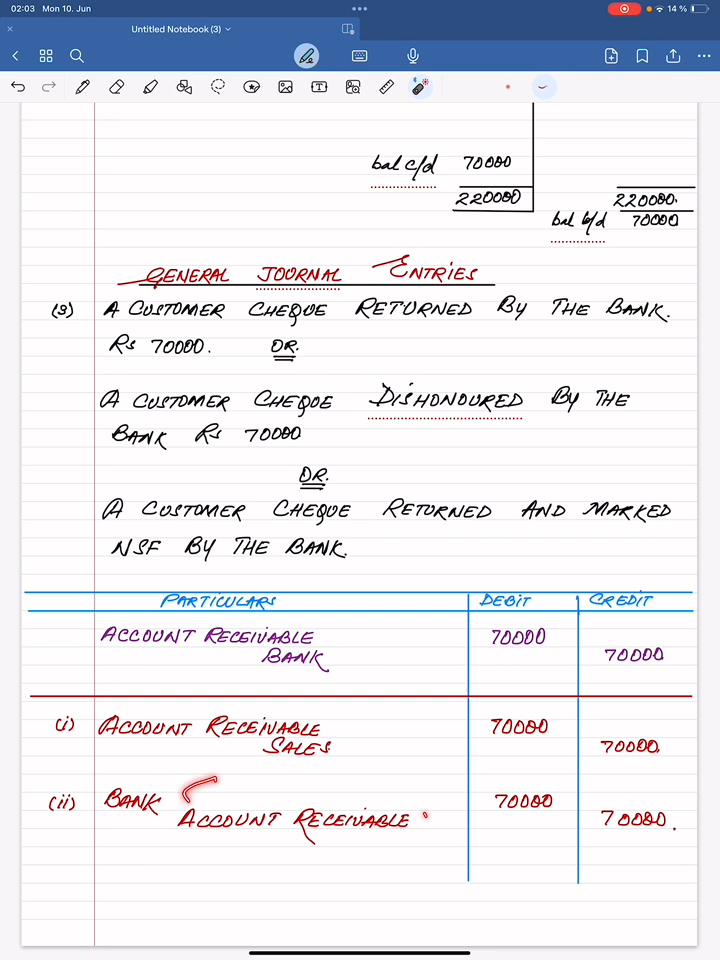 02:03 Mon 10. Jun
14 %
Untitled Notebook (3)
bal c/d 70000
220000 220000.
bal b/d 70000
GENERAL JOURNAL ENTRIES
(3) A CUSTOMER CHEQUE RETURNED BY THE BANK.
RS 70000. OR.
A CUSTOMER CHEQUE DISHONOURED BY THE
BANK RS 70000
OR.
A CUSTOMER CHEQUE RETURNED AND MARKED
NSF BY THE BANK.
PARTICULARS DEBIT CREDIT
ACCOUNT RECEIVABLE 70000
BANK 70000
(i) ACCOUNT RECEIVABLE 70000
SALES 70000.
(ii) BANK 70000
ACCOUNT RECEIVABLE 70000.